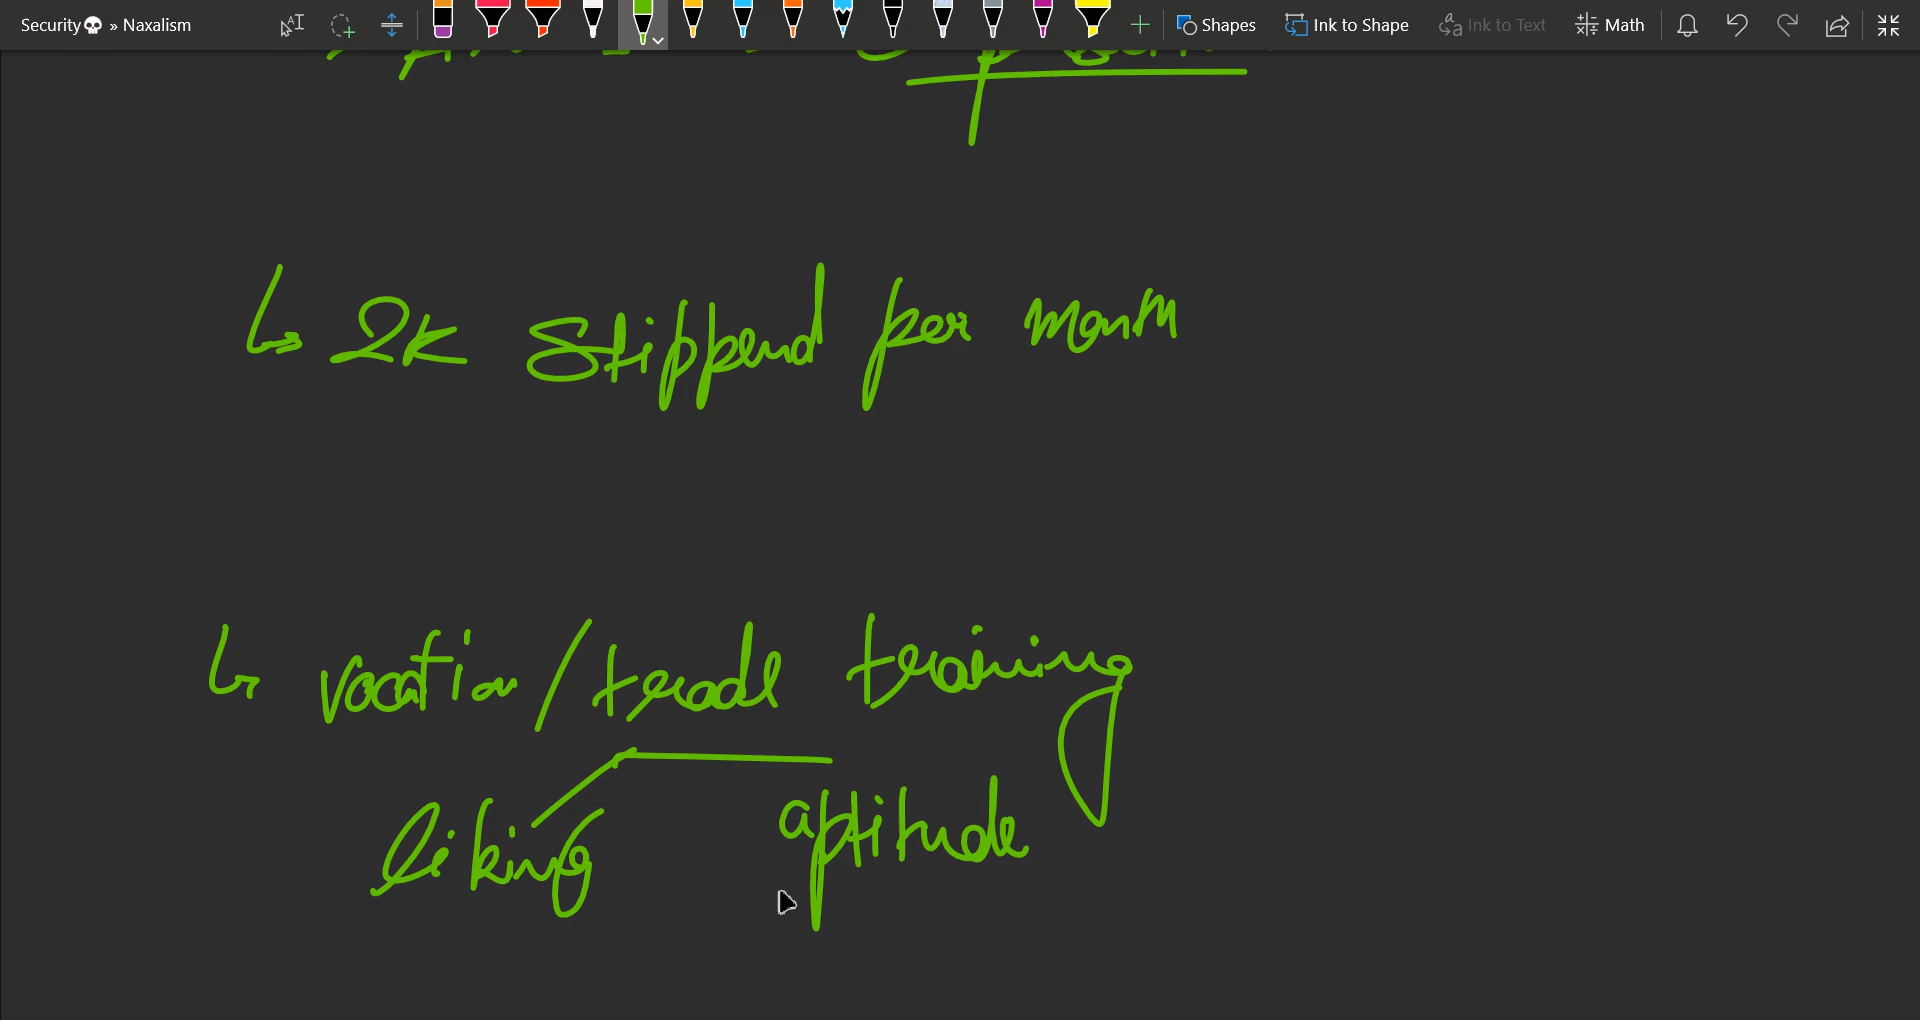 Security💀 » Naxalism Shapes Ink to Shape Ink to Text Math
↳ 2k Stippend per month
↳ vocation/trade training
liking aptitude